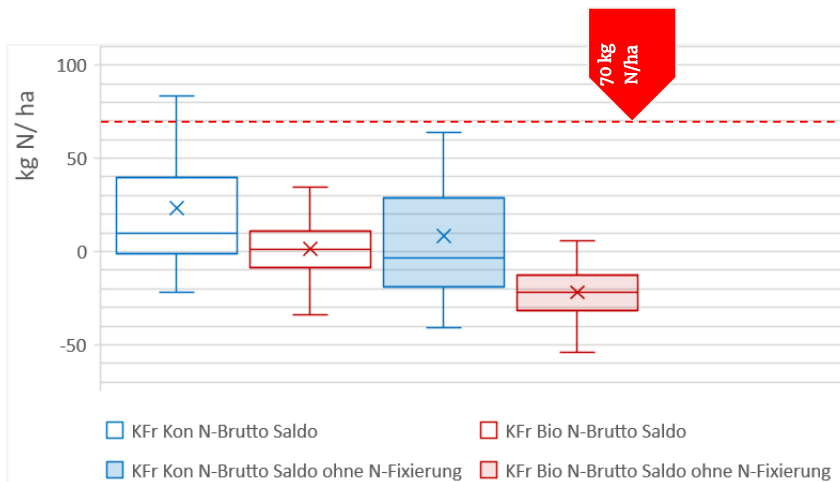 70 kg
N/ha
100
50
0
-50
kg N/ ha
KFr Kon N-Brutto Saldo
KFr Bio N-Brutto Saldo
KFr Kon N-Brutto Saldo ohne N-Fixierung
KFr Bio N-Brutto Saldo ohne N-Fixierung